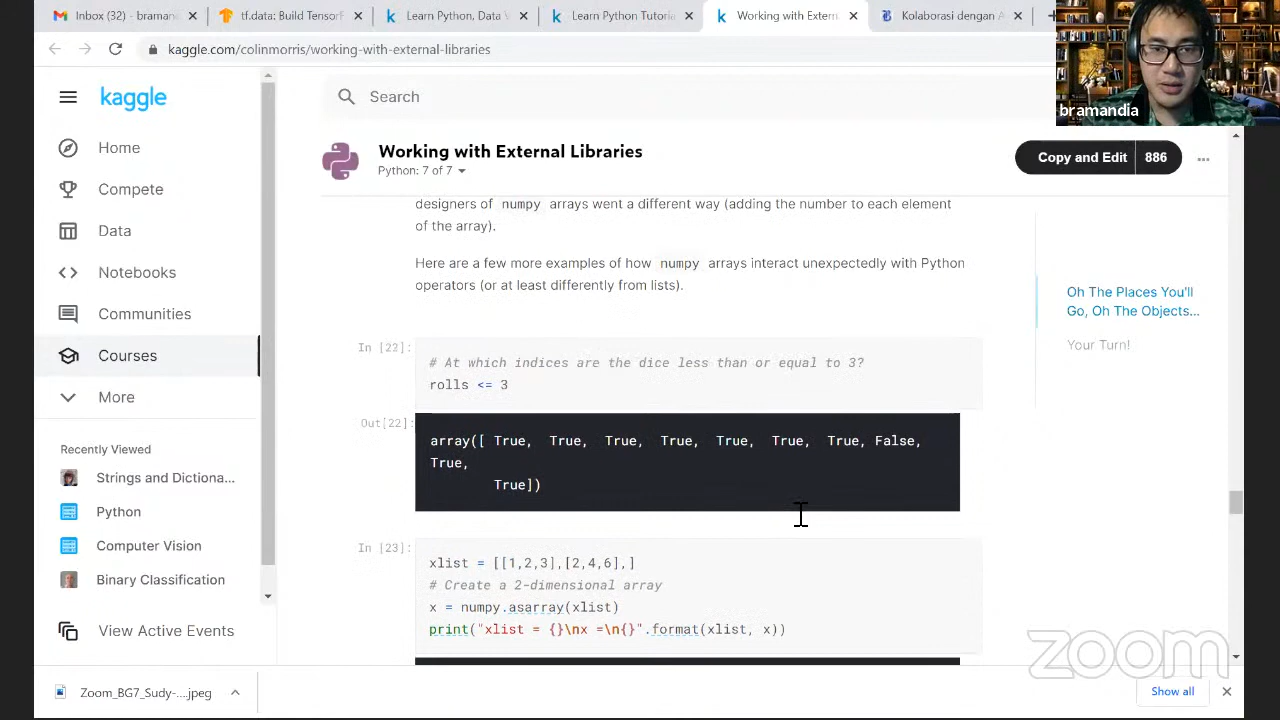 Inbox (32) - bramand
tf.data: Build Tensorf
Learn Python, Data V
Learn Python Tutoria
Working with Extern
Kolaborasi dengan A
kaggle.com/colinmorris/working-with-external-libraries
bramandia
kaggle
Search
Home
Compete
Data
Notebooks
Communities
Courses
More
Recently Viewed
Strings and Dictiona...
Python
Computer Vision
Binary Classification
View Active Events
Working with External Libraries
Python: 7 of 7
Copy and Edit 886
designers of numpy arrays went a different way (adding the number to each element
of the array).
Here are a few more examples of how numpy arrays interact unexpectedly with Python
operators (or at least differently from lists).
In [22]:
# At which indices are the dice less than or equal to 3?
rolls <= 3
Out[22]:
array([ True, True, True, True, True, True, True, False,
True,
True])
In [23]:
xlist = [[1,2,3],[2,4,6],]
# Create a 2-dimensional array
x = numpy.asarray(xlist)
print("xlist = {}\nx =\n{}".format(xlist, x))
Oh The Places You'll
Go, Oh The Objects...
Your Turn!
zoom
Zoom_BG7_Sudy-....jpeg
Show all